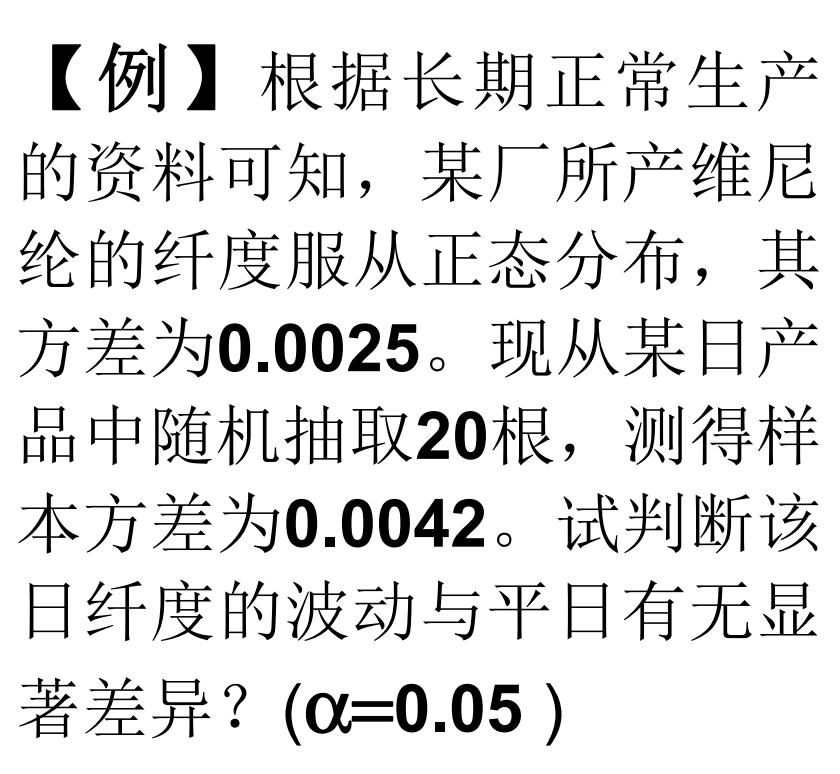 【例】根据长期正常生产
的资料可知，某厂所产维尼
纶的纤度服从正态分布，其
方差为0.0025。现从某日产
品中随机抽取20根，测得样
本方差为0.0042。试判断该
日纤度的波动与平日有无显
著差异？(α=0.05 )